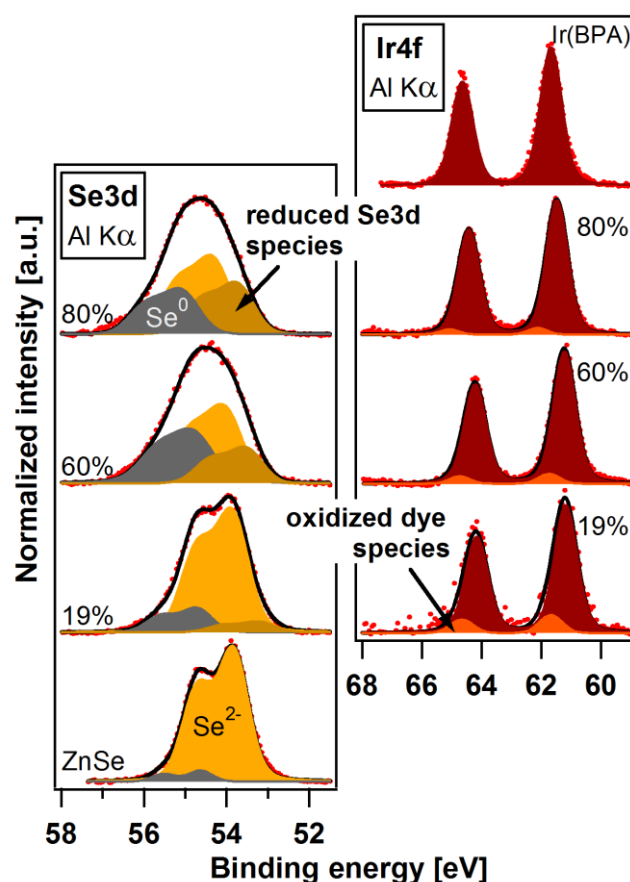 Ir4f
Al Kα
Ir(BPA)
Se3d
Al Kα
reduced Se3d
species
80%
Se0
80%
60%
60%
oxidized dye
species
19%
19%
Se2-
ZnSe
68 66 64 62 60
58 56 54 52
Binding energy [eV]
Normalized intensity [a.u.]